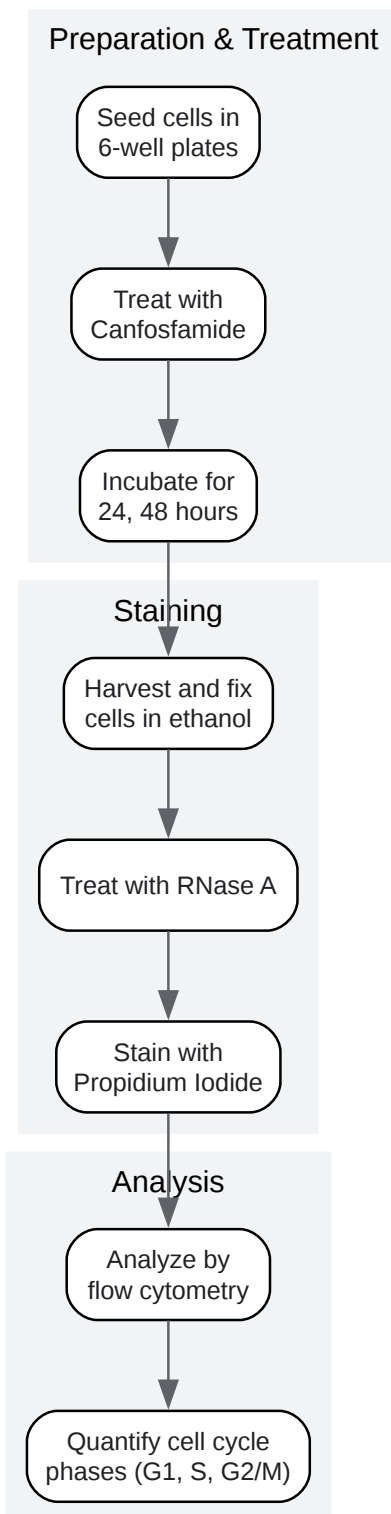 Preparation & Treatment
Seed cells in
6-well plates
Treat with
Canfosfamide
Incubate for
24, 48 hours
Staining
Harvest and fix
cells in ethanol
Treat with RNase A
Stain with
Propidium Iodide
Analysis
Analyze by
flow cytometry
Quantify cell cycle
phases (G1, S, G2/M)